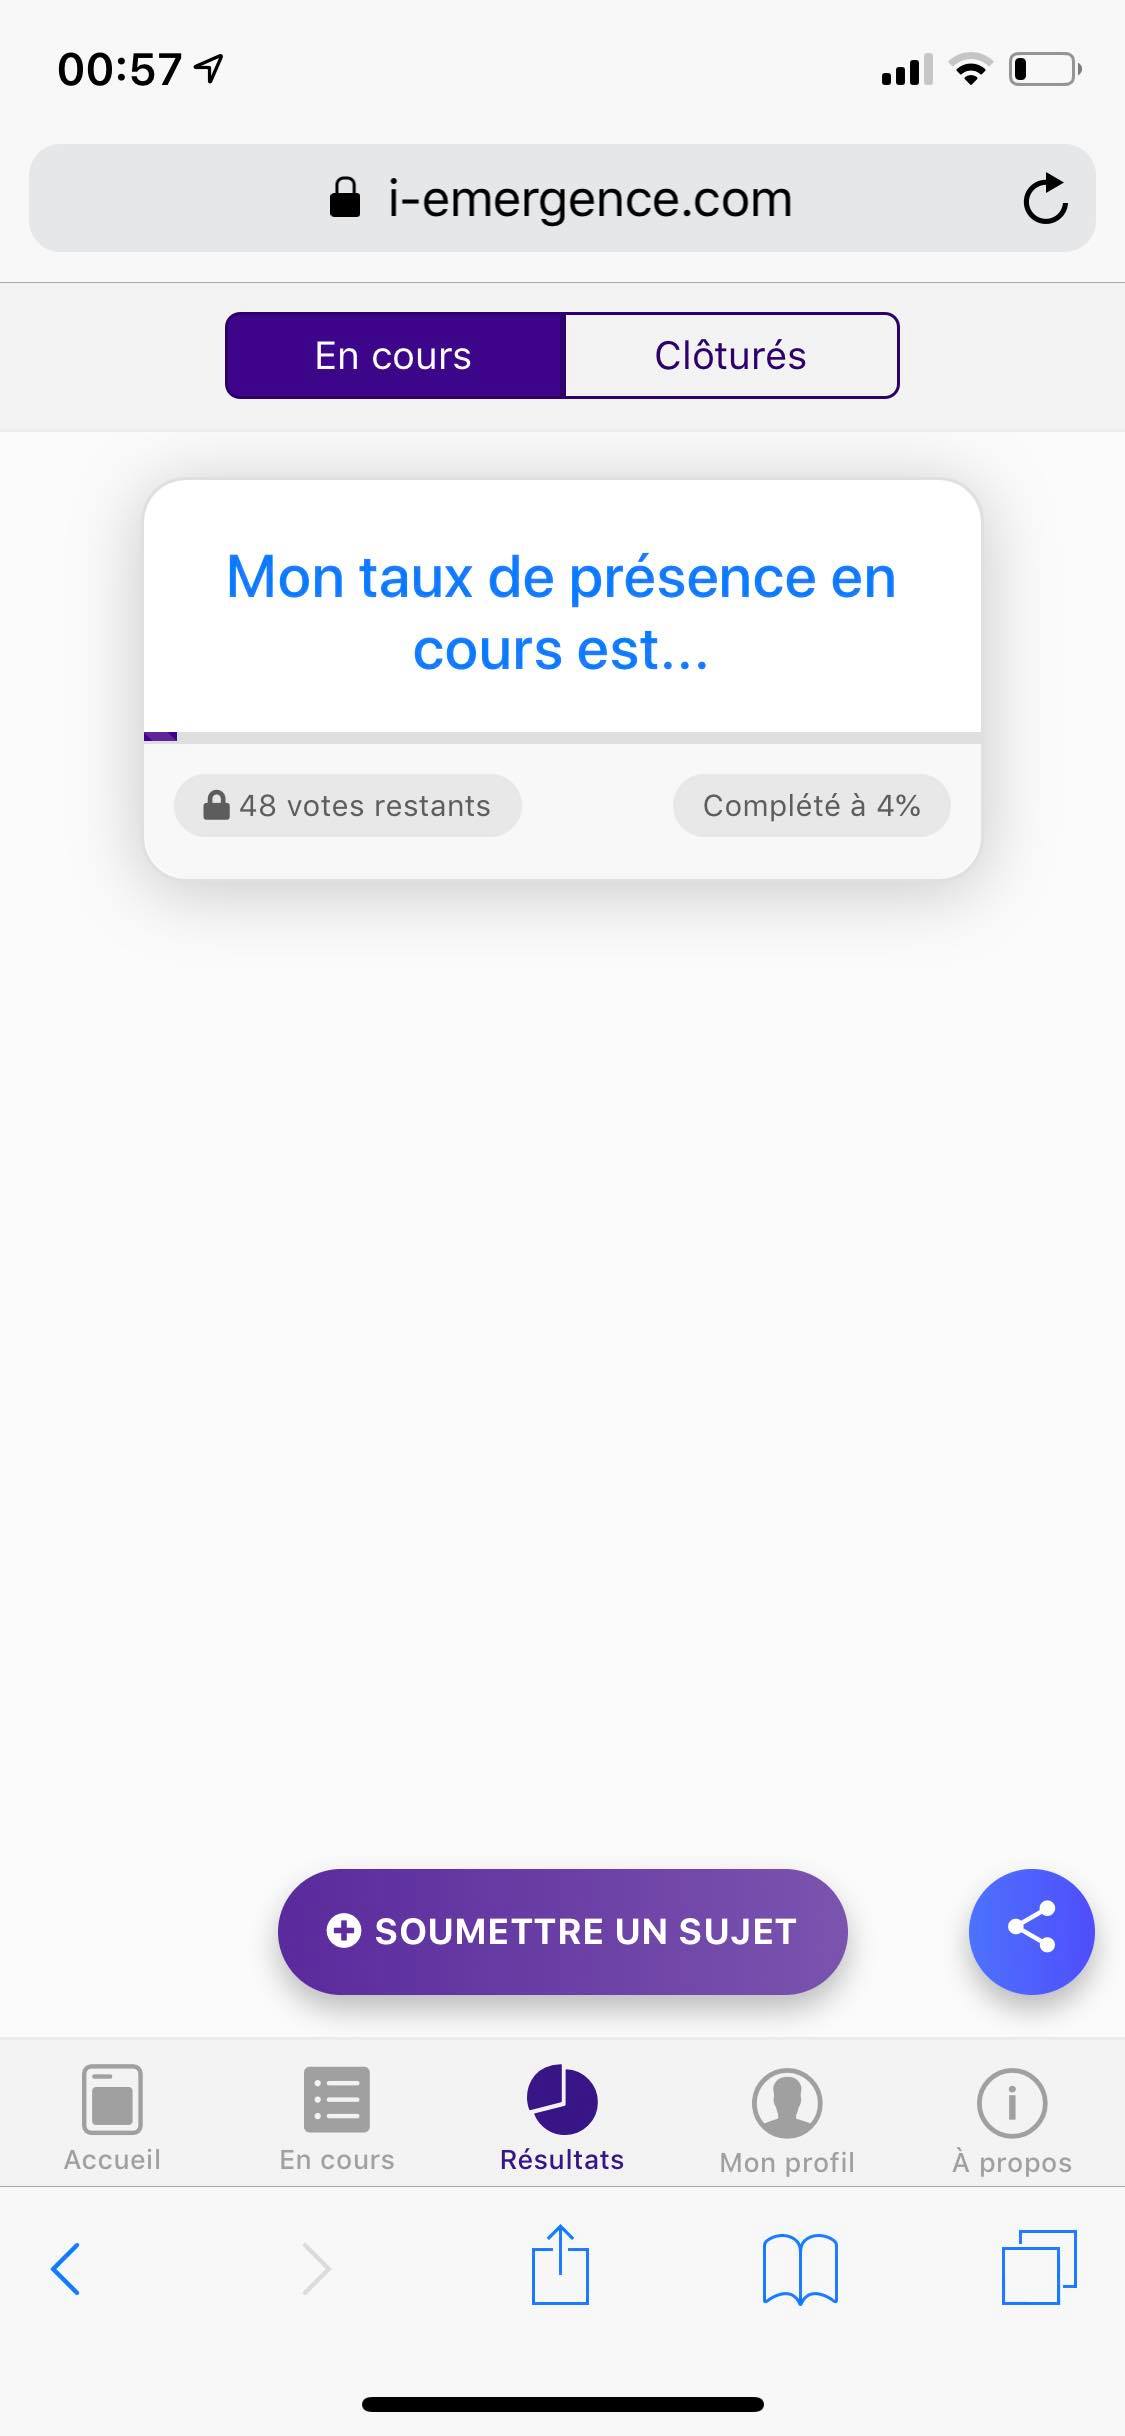 00:57
i-emergence.com
En cours
Clôturés
Mon taux de présence en
cours est...
48 votes restants
Complété à 4%
SOUMETTRE UN SUJET
Accueil
En cours
Résultats
Mon profil
À propos